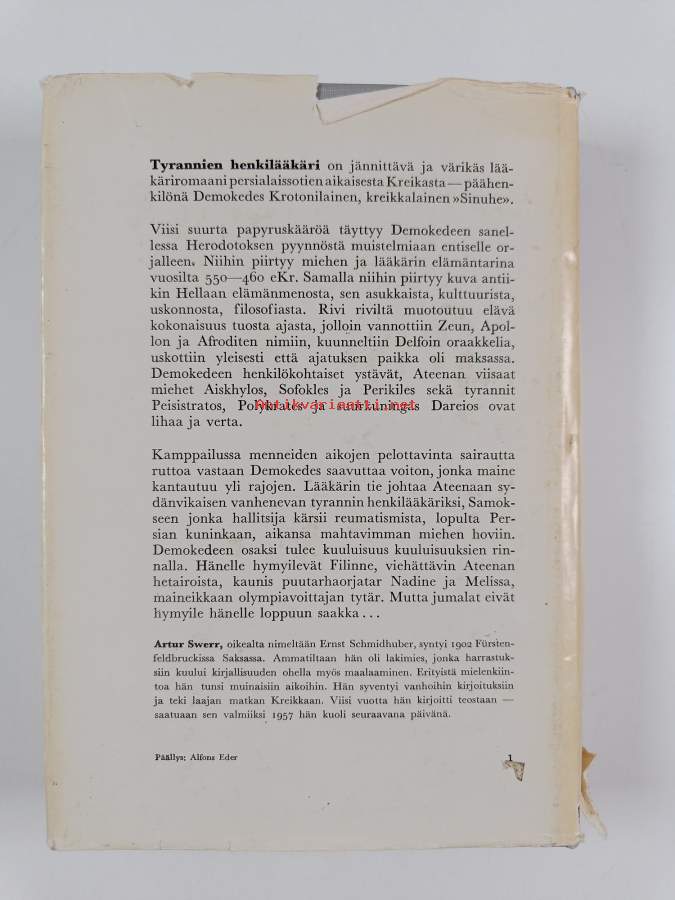 Tyrannien henkilääkäri on jännittävä ja värikäs lää-
käriromaani persialaissotien aikaisesta Kreikasta — päähen-
kilönä Demokedes Krotonilainen, kreikkalainen »Sinuhe».
Viisi suurta papyruskääröä täyttyy Demokedeen sanel-
lessa Herodotoksen pyynnöstä muistelmiaan entiselle or-
jalleen. Niihin piirtyy miehen ja lääkärin elämäntarina
vuosilta 550—460 eKr. Samalla niihin piirtyy kuva antii-
kin Hellaan elämänmenosta, sen asukkaista, kulttuurista,
uskonnosta, filosofiasta. Rivi riviltä muotoutuu elävä
kokonaisuus tuosta ajasta, jolloin vannottiin Zeun, Apol-
lon ja Afroditen nimiin, kuunneltiin Delfoin oraakkelia,
uskottiin yleisesti että ajatuksen paikka oli maksassa.
Demokedeen henkilökohtaiset ystävät, Ateenan viisaat
miehet Aiskhylos, Sofokles ja Perikles sekä tyrannit
Peisistratos, Polykrates ja suurkuningas Dareios ovat
Antikvariaatti.net
lihaa ja verta.
Kamppailussa menneiden aikojen pelottavinta sairautta
ruttoa vastaan Demokedes saavuttaa voiton, jonka maine
kantautuu yli rajojen. Lääkärin tie johtaa Ateenaan sy-
dänvikaisen vanhenevan tyrannin henkilääkäriksi, Samok-
seen jonka hallitsija kärsii reumatismista, lopulta Per-
sian kuninkaan, aikansa mahtavimman miehen hoviin.
Demokedeen osaksi tulee kuuluisuus kuuluisuuksien rin-
nalla. Hänelle hymyilevät Filinne, viehättävin Ateenan
hetairoista, kaunis puutarhaorjatar Nadine ja Melissa,
maineikkaan olympiavoittajan tytär. Mutta jumalat eivät
hymyile hänelle loppuun saakka . . .
Artur Swerr, oikealta nimeltään Ernst Schmidhuber, syntyi 1902 Fürsten-
feldbruckissa Saksassa. Ammatiltaan hän oli lakimies, jonka harrastuk-
siin kuului kirjallisuuden ohella myös maalaaminen. Erityistä mielenkiin-
toa hän tunsi muinaisiin aikoihin. Hän syventyi vanhoihin kirjoituksiin
ja teki laajan matkan Kreikkaan. Viisi vuotta hän kirjoitti teostaan —
saatuaan sen valmiiksi 1957 hän kuoli seuraavana päivänä.
Päällys: Alfons Eder
1